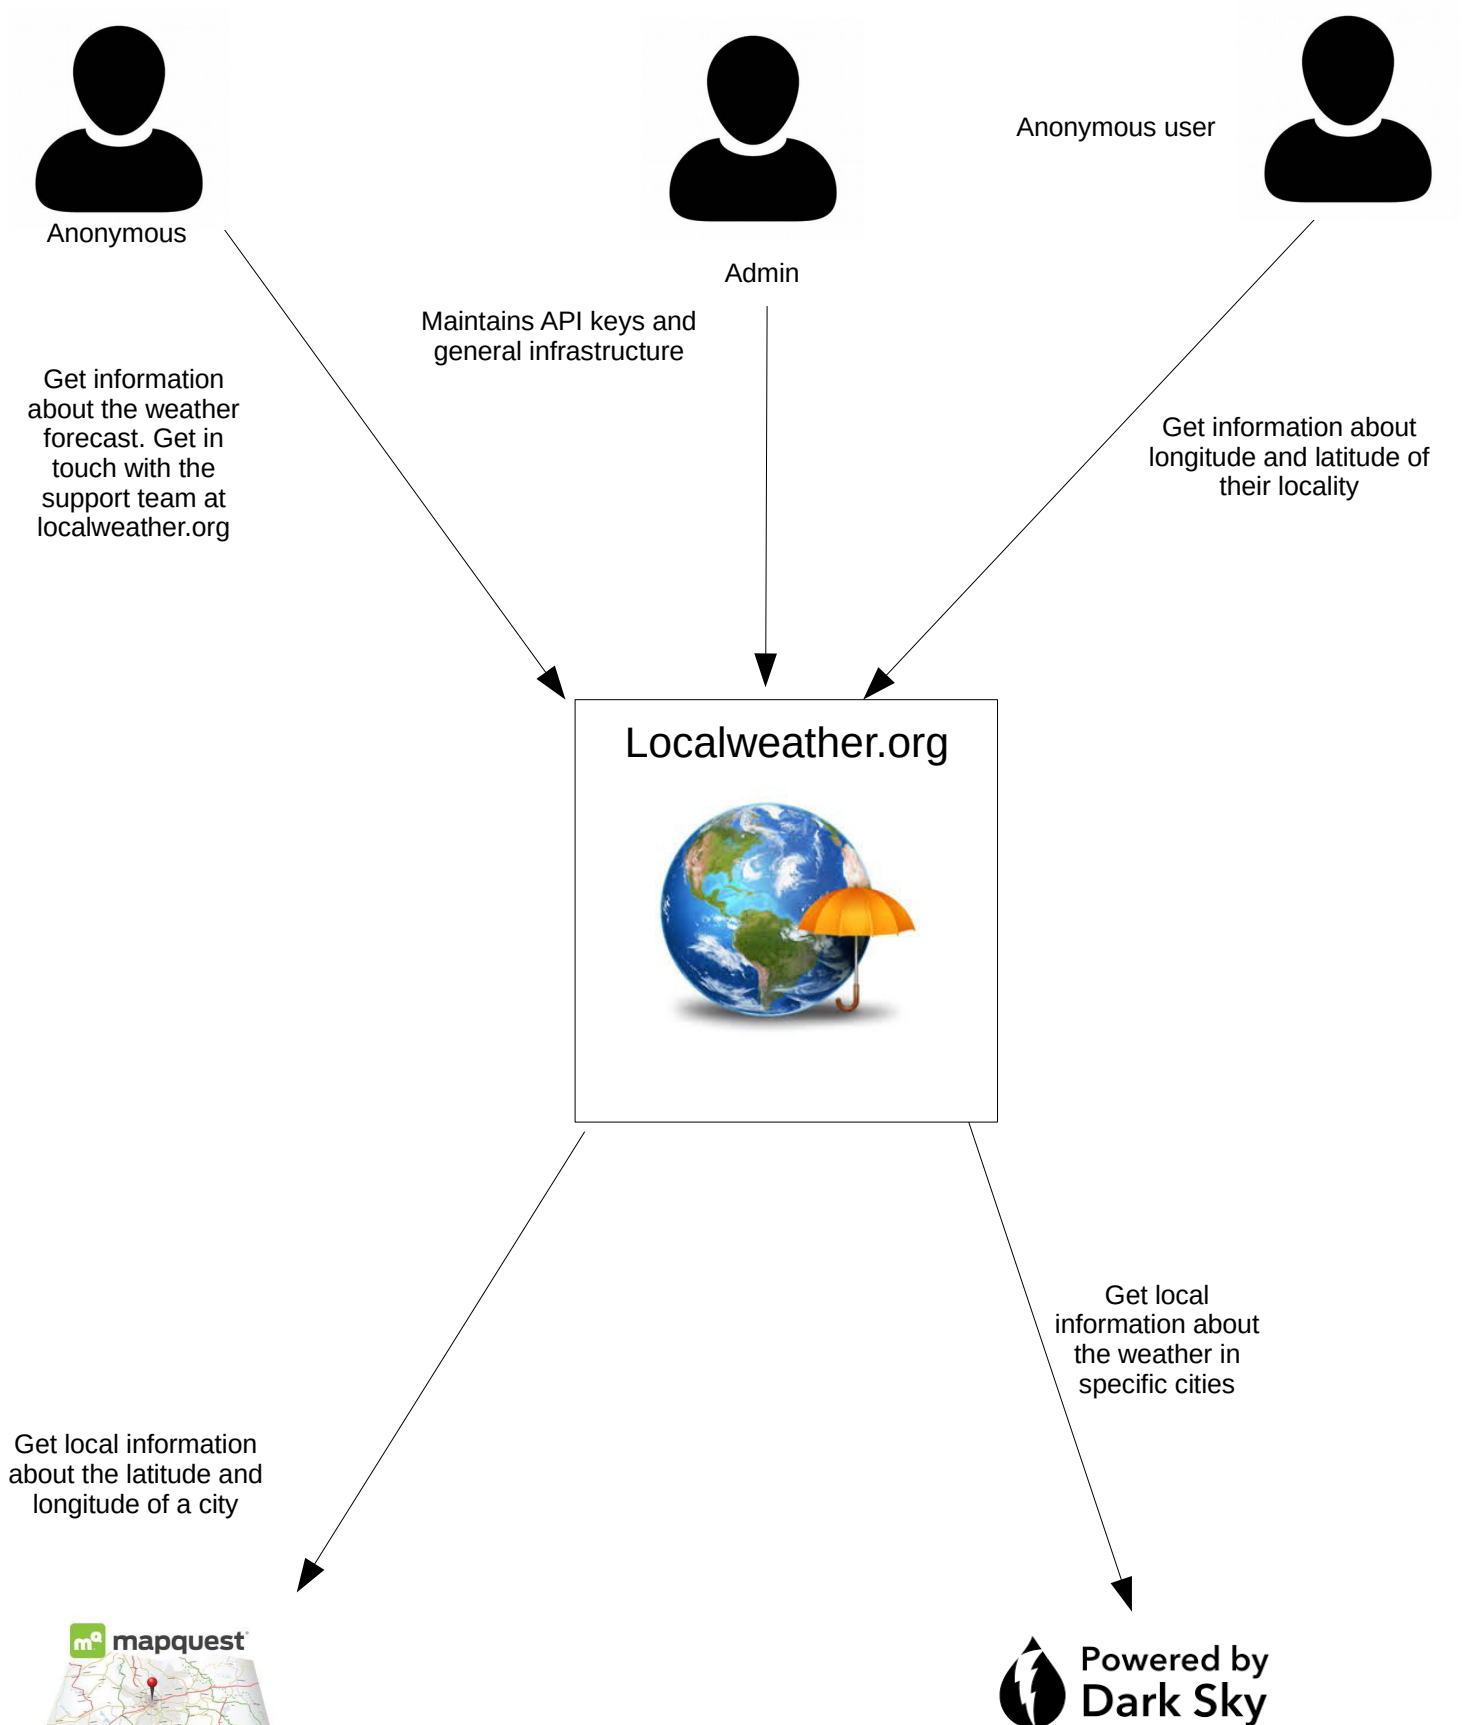 Anonymous user
Anonymous
Admin
Maintains API keys and
general infrastructure
Get information
about the weather
forecast. Get in
touch with the
support team at
localweather.org
Get information about
longitude and latitude of
their locality
Localweather.org
Get local
information about
the weather in
specific cities
Get local information
about the latitude and
longitude of a city
mq mapquest
Powered by
Dark Sky